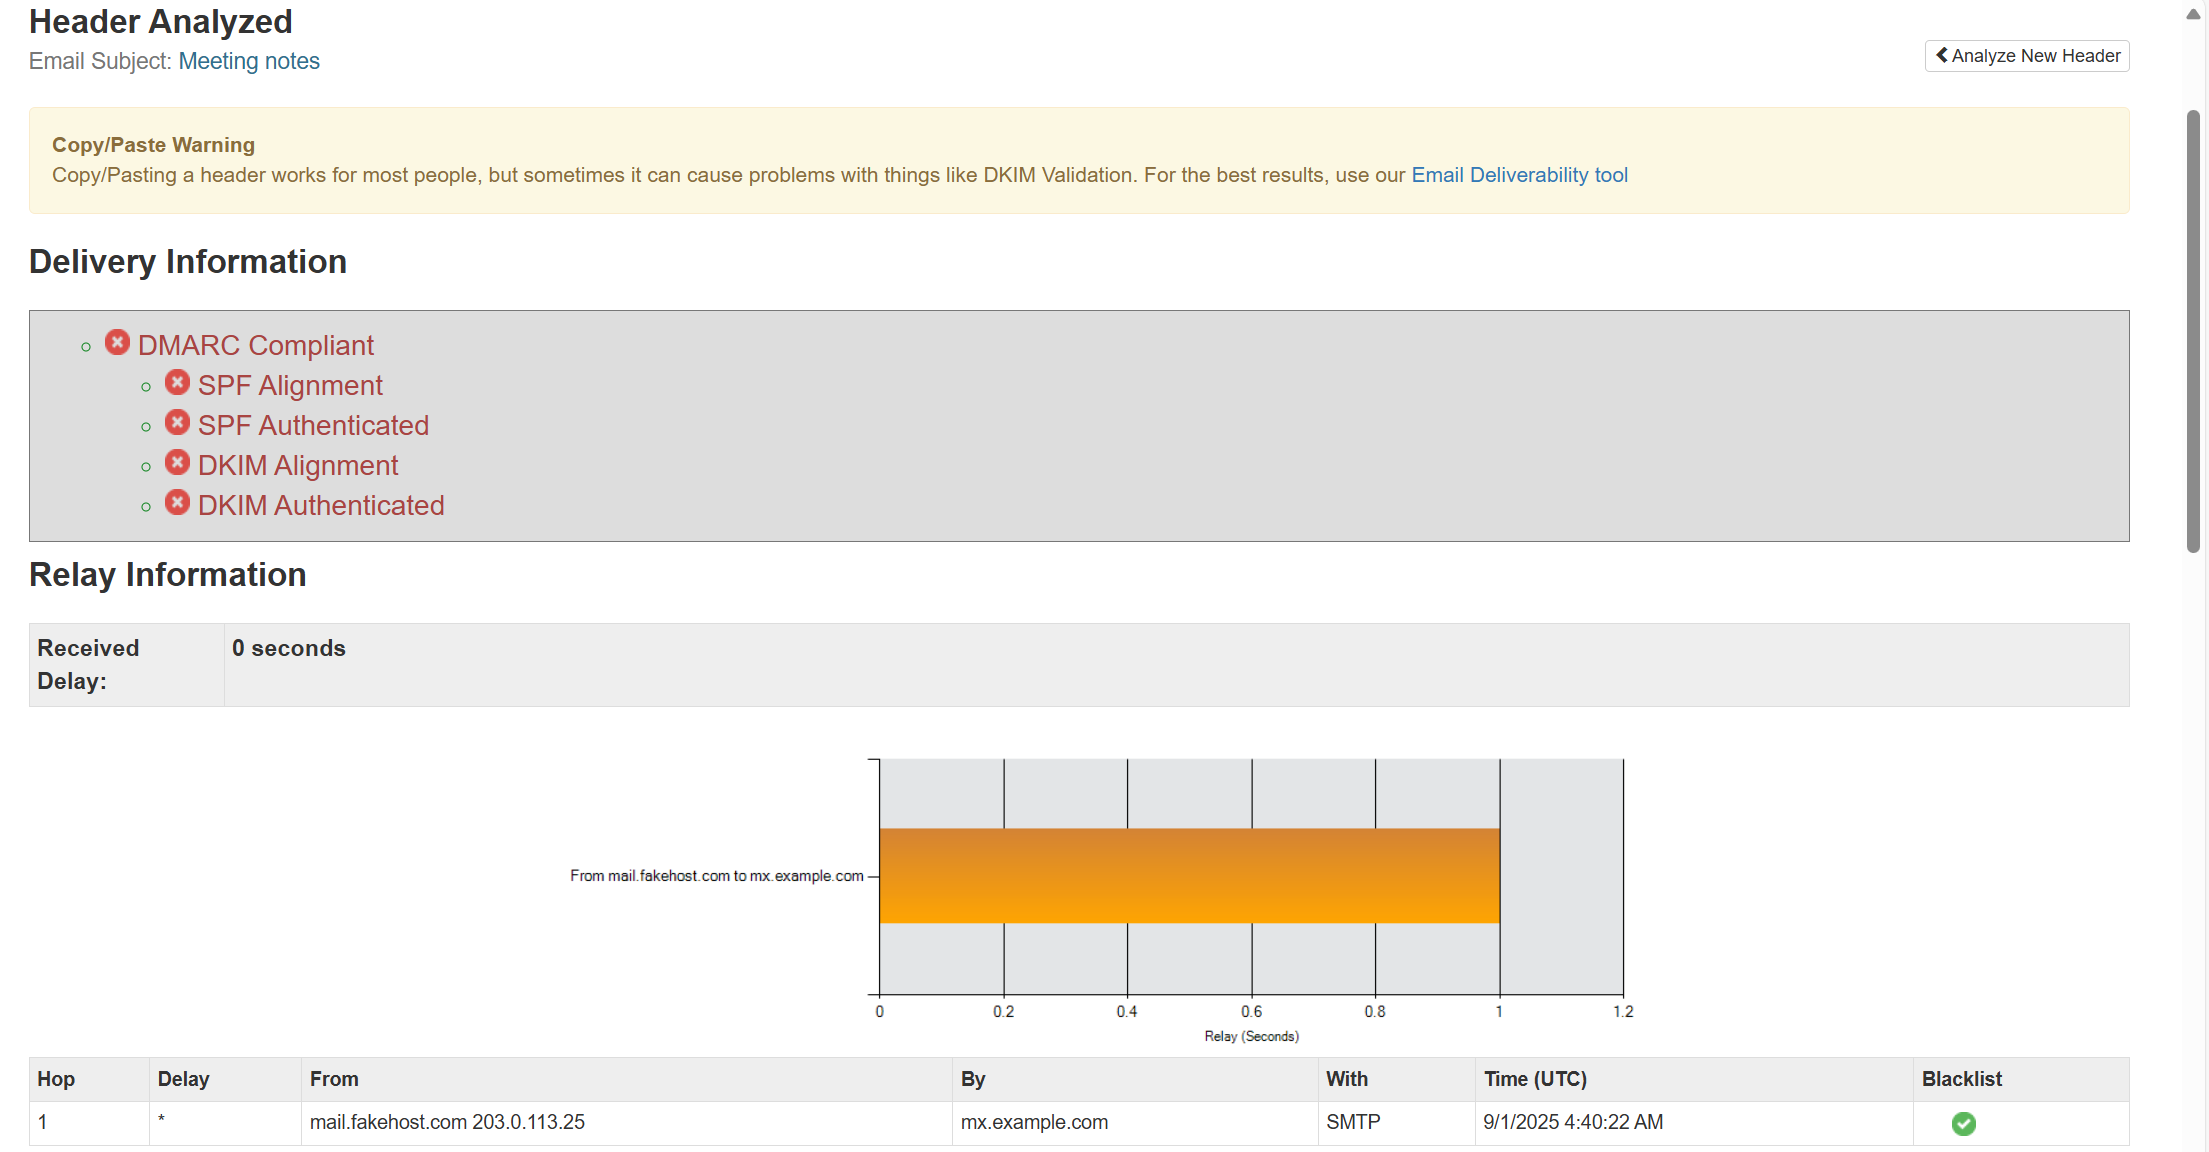 Header Analyzed
Email Subject: Meeting notes
Analyze New Header
Copy/Paste Warning
Copy/Pasting a header works for most people, but sometimes it can cause problems with things like DKIM Validation. For the best results, use our Email Deliverability tool
Delivery Information
DMARC Compliant
SPF Alignment
SPF Authenticated
DKIM Alignment
DKIM Authenticated
Relay Information
Received Delay: 0 seconds
From mail.fakehost.com to mx.example.com
0 0.2 0.4 0.6 0.8 1 1.2
Relay (Seconds)
Hop Delay From By With Time (UTC) Blacklist
1 * mail.fakehost.com 203.0.113.25 mx.example.com SMTP 9/1/2025 4:40:22 AM